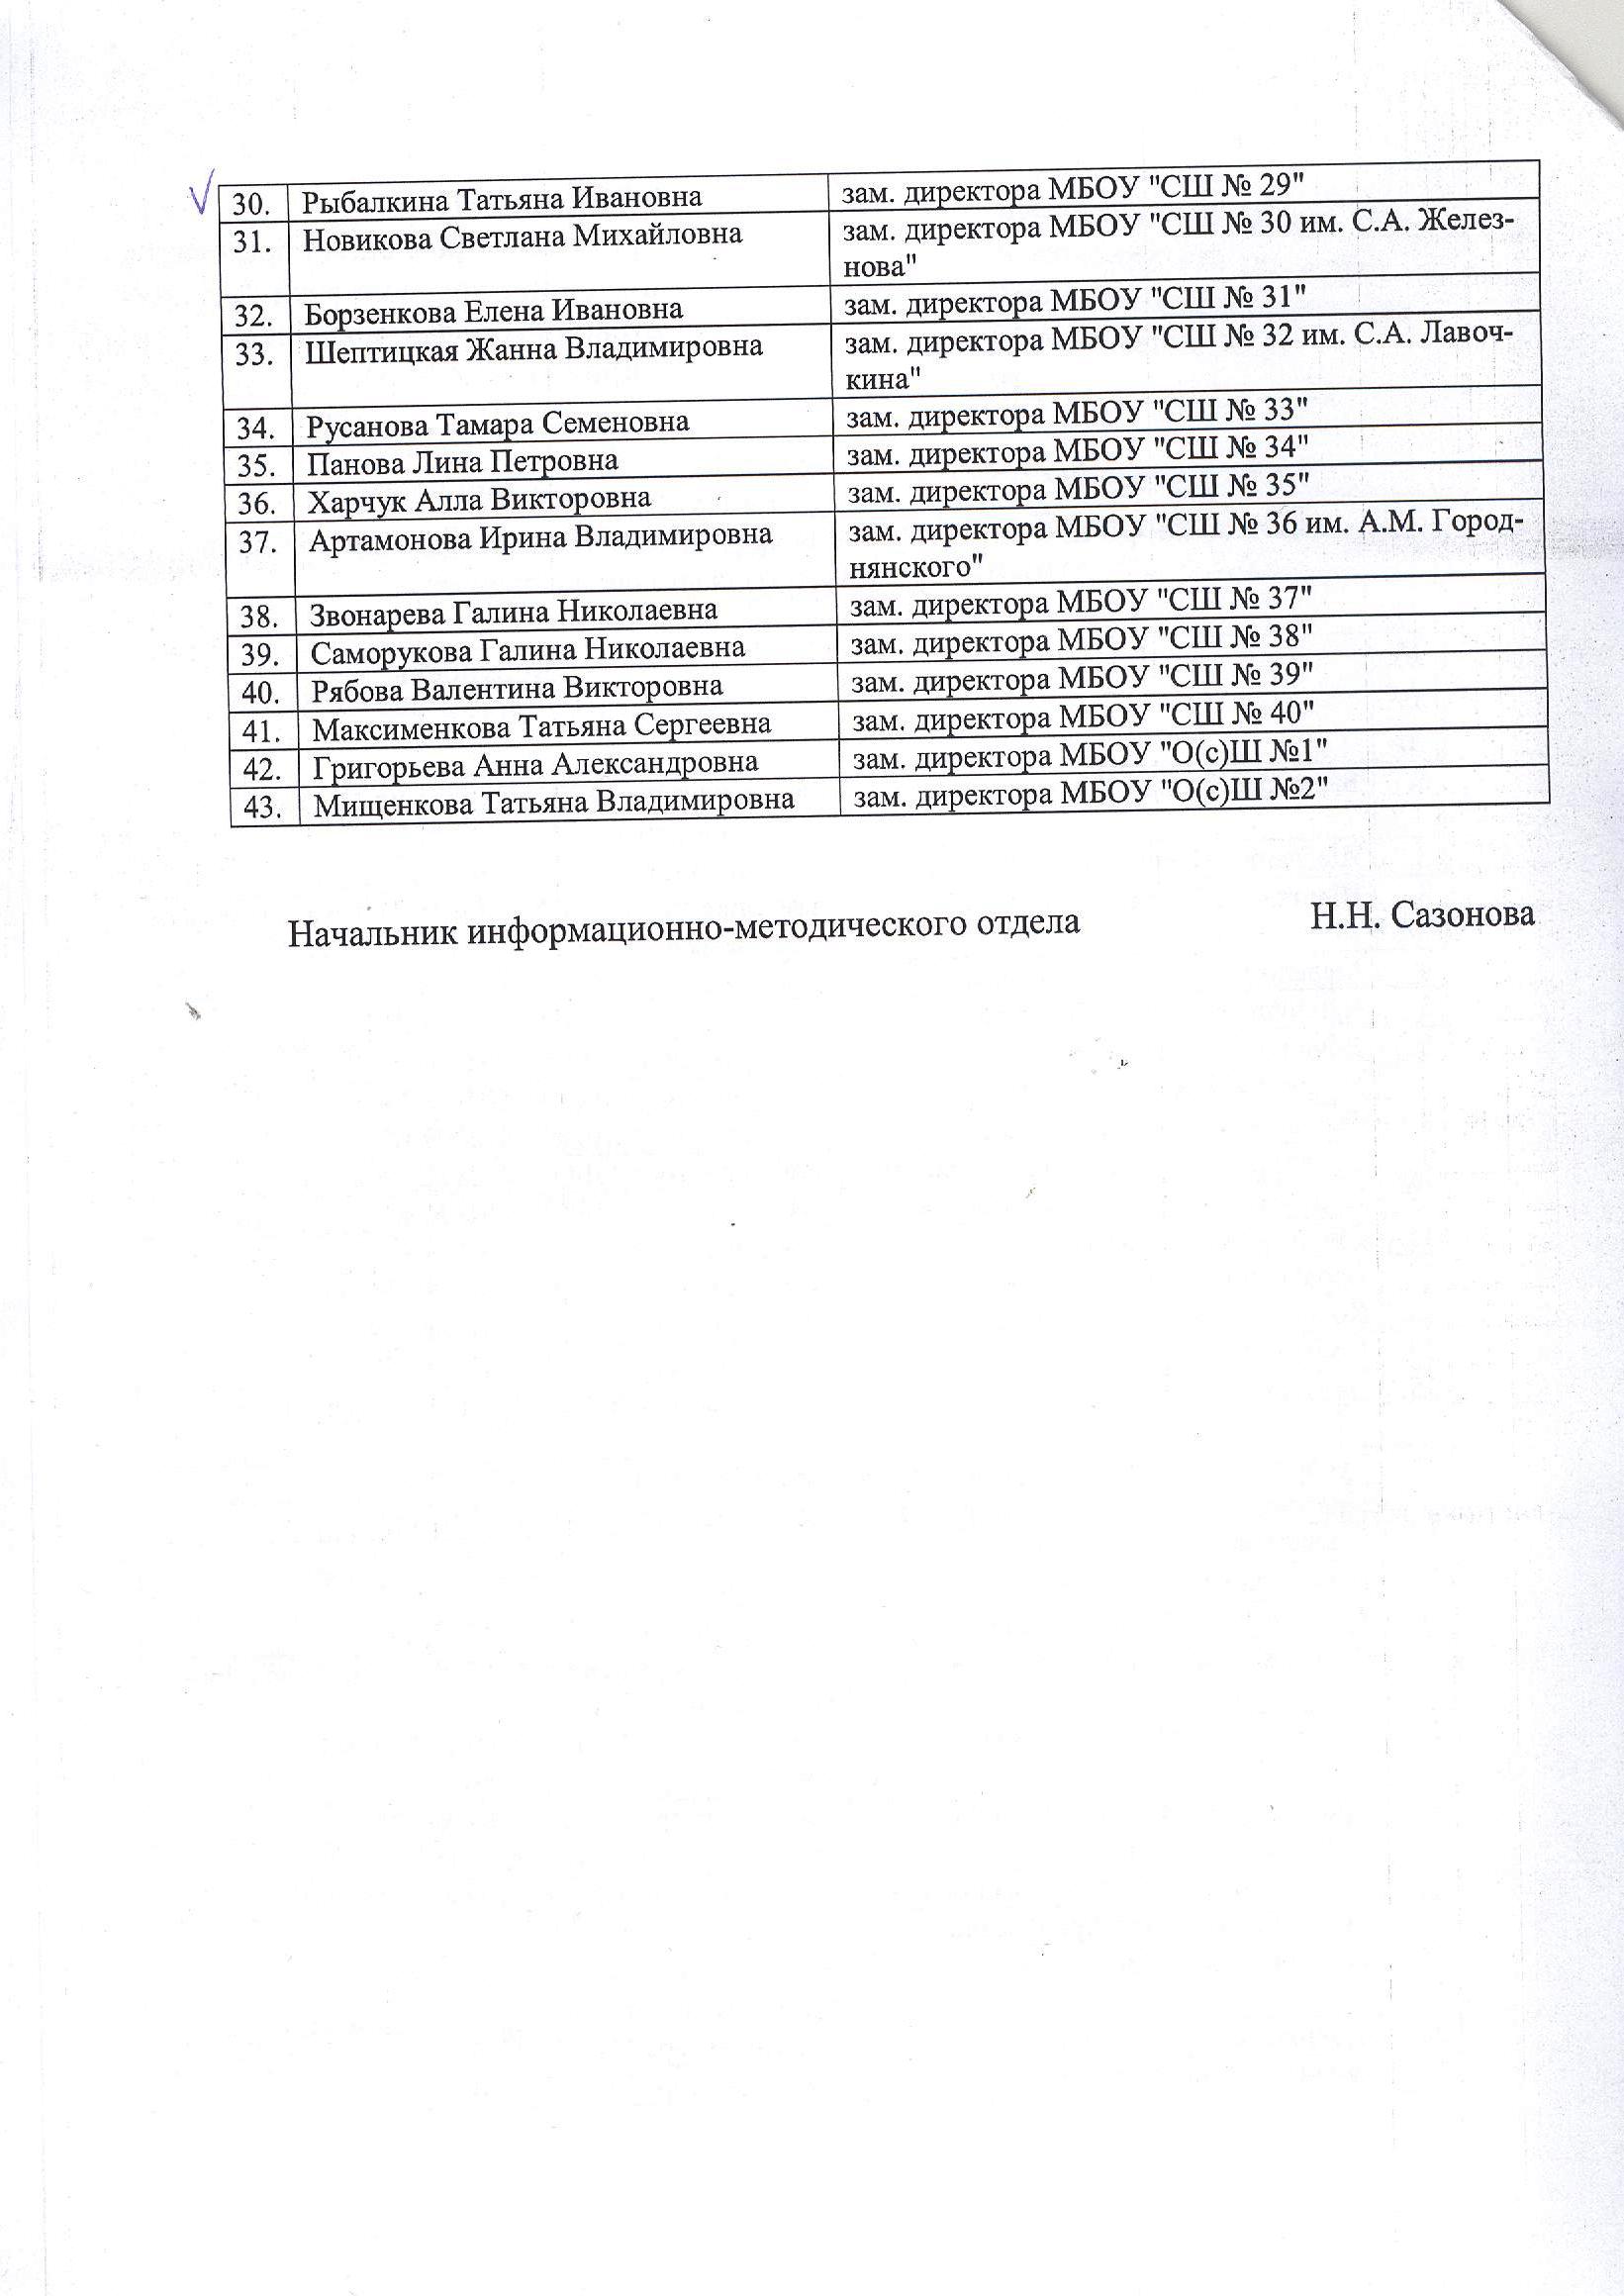 30. Рыбалкина Татьяна Ивановна зам. директора МБОУ "СШ № 29"
31. Новикова Светлана Михайловна зам. директора МБОУ "СШ № 30 им. С.А. Желез-
нова"
32. Борзенкова Елена Ивановна зам. директора МБОУ "СШ № 31"
33. Шептицкая Жанна Владимировна зам. директора МБОУ "СШ № 32 им. С.А. Лавоч-
кина"
34. Русанова Тамара Семеновна зам. директора МБОУ "СШ № 33"
35. Панова Лина Петровна зам. директора МБОУ "СШ № 34"
36. Харчук Алла Викторовна зам. директора МБОУ "СШ № 35"
37. Артамонова Ирина Владимировна зам. директора МБОУ "СШ № 36 им. А.М. Город-
нянского"
38. Звонарева Галина Николаевна зам. директора МБОУ "СШ № 37"
39. Саморукова Галина Николаевна зам. директора МБОУ "СШ № 38"
40. Рябова Валентина Викторовна зам. директора МБОУ "СШ № 39"
41. Максименкова Татьяна Сергеевна зам. директора МБОУ "СШ № 40"
42. Григорьева Анна Александровна зам. директора МБОУ "О(с)Ш №1"
43. Мищенкова Татьяна Владимировна зам. директора МБОУ "О(с)Ш №2"
Начальник информационно-методического отдела Н.Н. Сазонова